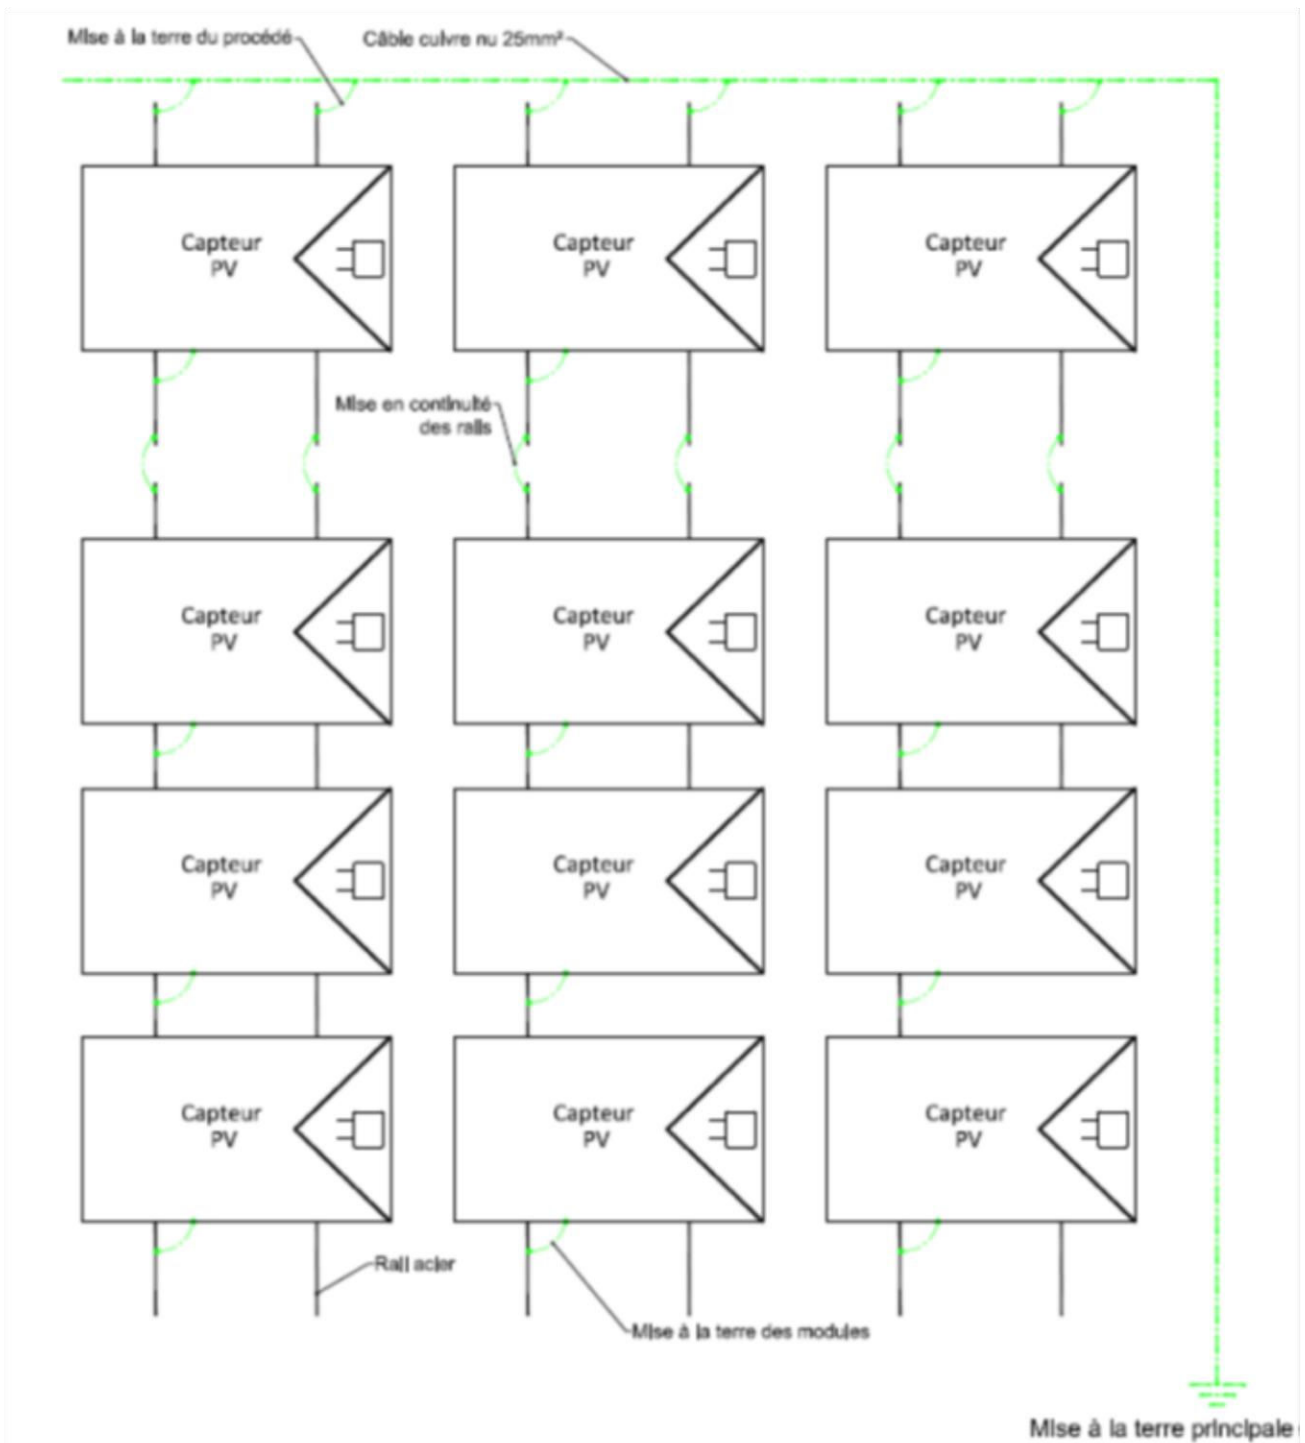 Mise à la terre du procédé
Câble cuivre nu 25mm²
Capteur
PV
Capteur
PV
Capteur
PV
Mise en continuité
des rails
Capteur
PV
Capteur
PV
Capteur
PV
Capteur
PV
Capteur
PV
Capteur
PV
Capteur
PV
Capteur
PV
Capteur
PV
Rail acier
Mise à la terre des modules
Mise à la terre principale